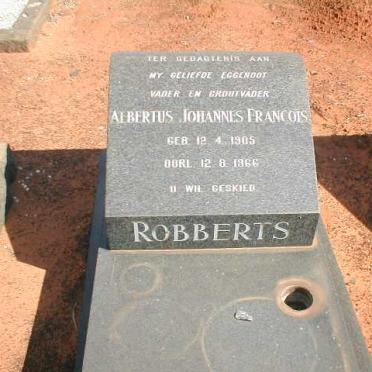 TER GEDAGTENIS AAN
MY GELIEFDE EGGENOOT
VADER EN GROOTVADER
ALBERTUS JOHANNES FRANCOIS
GEB. 12.4.1905
OORL. 12.8.1966
U WIL GESKIED.
ROBBERTS